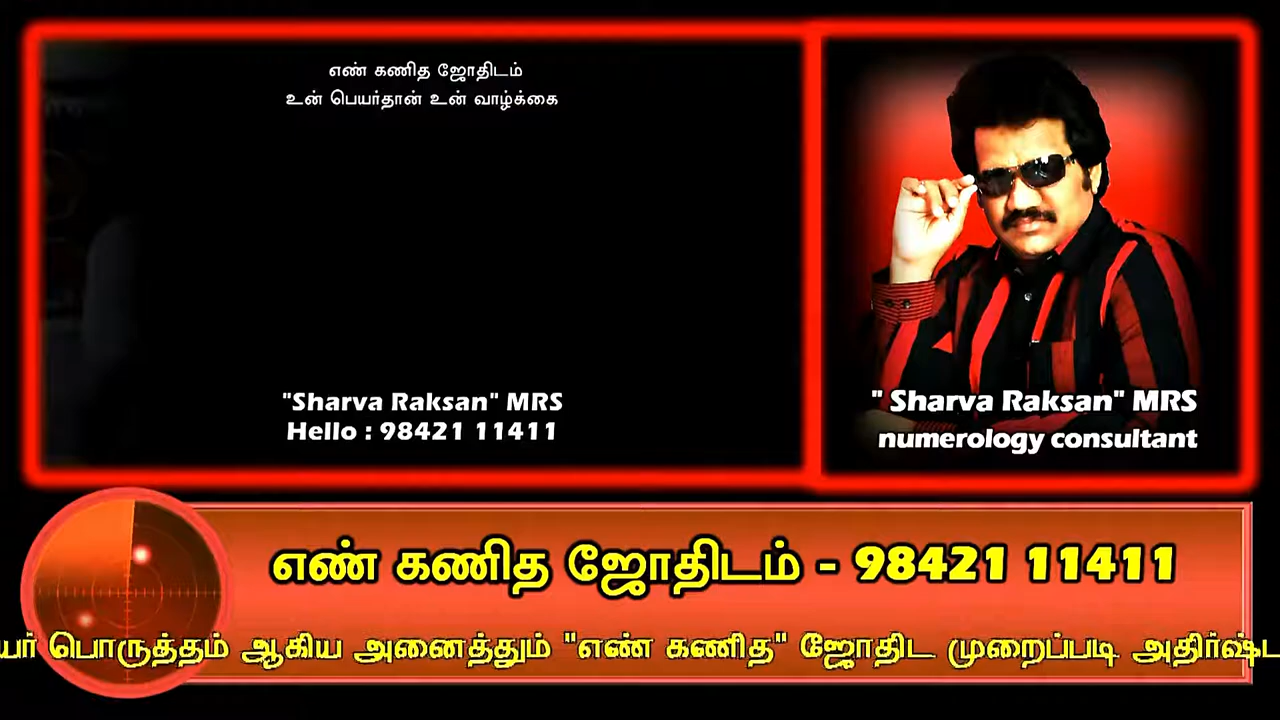 எண் கணித ஜோதிடம்
உன் பெயர்தான் உன் வாழ்க்கை
"Sharva Raksan" MRS
Hello : 98421 11411
" Sharva Raksan" MRS
numerology consultant
எண் கணித ஜோதிடம் - 98421 11411
பொருத்தம் ஆகிய அனைத்தும் "எண் கணித" ஜோதிட முறைப்படி